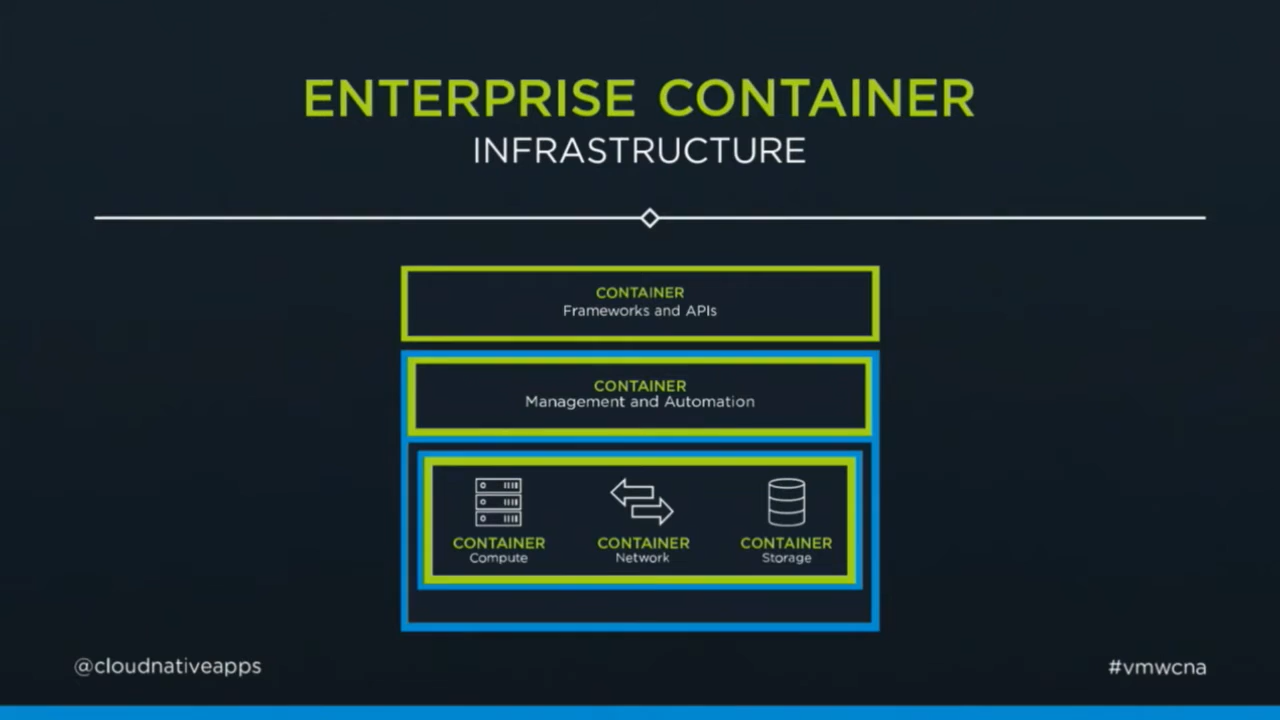 ENTERPRISE CONTAINER
INFRASTRUCTURE
CONTAINER
Frameworks and APIs
CONTAINER
Management and Automation
CONTAINER
Compute
CONTAINER
Network
CONTAINER
Storage
@cloudnativeapps
#vmwcna